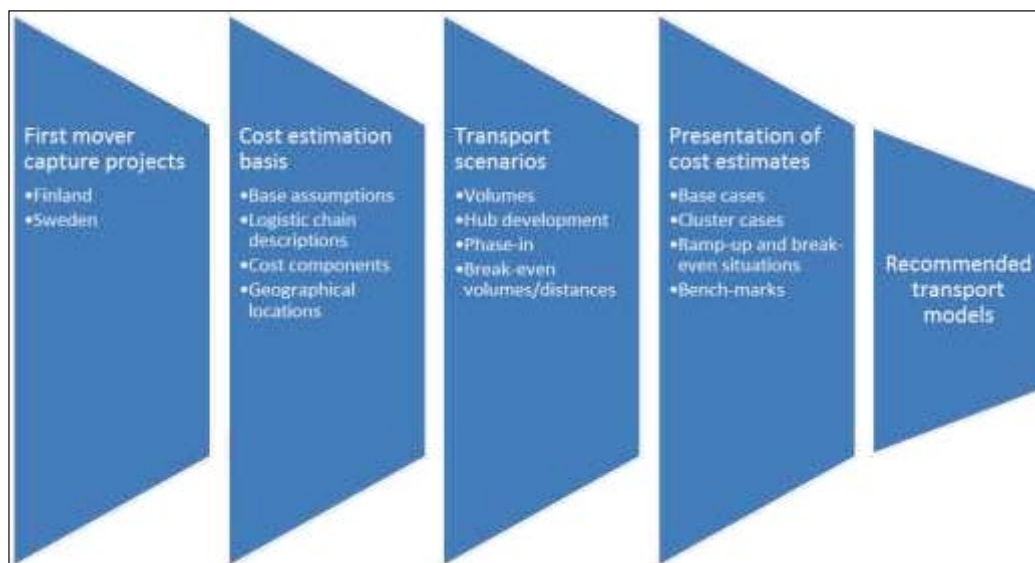 First mover
capture projects
•Finland
•Sweden
Cost estimation
basis
•Base assumptions
•Logistic chain
descriptions
•Cost components
•Geographical
locations
Transport
scenarios
•Volumes
•Hub development
•Phase-in
•Break-even
volumes/distances
Presentation of
cost estimates
•Base cases
•Cluster cases
•Ramp-up and break-
even situations
•Bench-marks
Recommended
transport
models